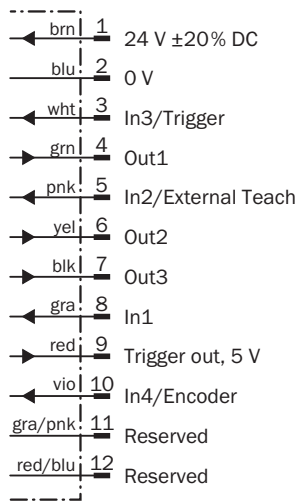 brn 1 24 V ±20% DC
blu 2 0 V
wht 3 In3/Trigger
grn 4 Out1
pnk 5 In2/External Teach
yel 6 Out2
blk 7 Out3
gra 8 In1
red 9 Trigger out, 5 V
vio 10 In4/Encoder
gra/pnk 11 Reserved
red/blu 12 Reserved